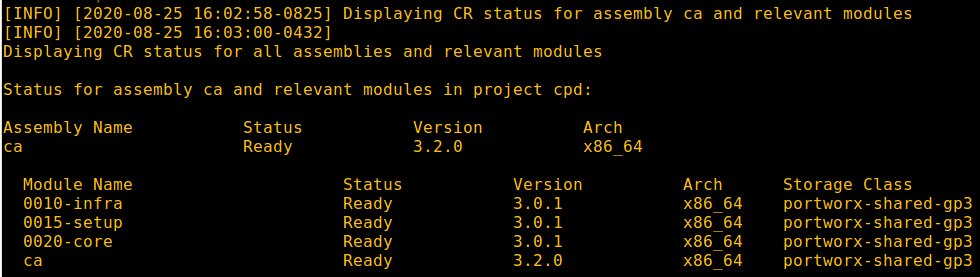 [INFO] [2020-08-25 16:02:58-0825] Displaying CR status for assembly ca and relevant modules
[INFO] [2020-08-25 16:03:00-0432]
Displaying CR status for all assemblies and relevant modules
Status for assembly ca and relevant modules in project cpd:
Assembly Name Status Version Arch
ca Ready 3.2.0 x86_64
Module Name Status Version Arch Storage Class
0010-infra Ready 3.0.1 x86_64 portworx-shared-gp3
0015-setup Ready 3.0.1 x86_64 portworx-shared-gp3
0020-core Ready 3.0.1 x86_64 portworx-shared-gp3
ca Ready 3.2.0 x86_64 portworx-shared-gp3